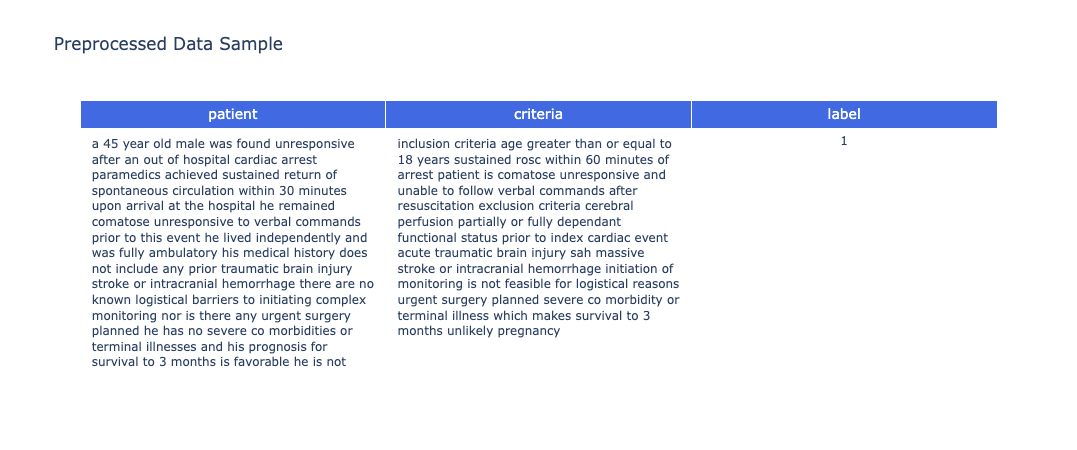 Preprocessed Data Sample
patient
criteria
label
a 45 year old male was found unresponsive
after an out of hospital cardiac arrest
paramedics achieved sustained return of
spontaneous circulation within 30 minutes
upon arrival at the hospital he remained
comatose unresponsive to verbal commands
prior to this event he lived independently and
was fully ambulatory his medical history does
not include any prior traumatic brain injury
stroke or intracranial hemorrhage there are no
known logistical barriers to initiating complex
monitoring nor is there any urgent surgery
planned he has no severe co morbidities or
terminal illnesses and his prognosis for
survival to 3 months is favorable he is not
inclusion criteria age greater than or equal to
18 years sustained rosc within 60 minutes of
arrest patient is comatose unresponsive and
unable to follow verbal commands after
resuscitation exclusion criteria cerebral
perfusion partially or fully dependant
functional status prior to index cardiac event
acute traumatic brain injury sah massive
stroke or intracranial hemorrhage initiation of
monitoring is not feasible for logistical reasons
urgent surgery planned severe co morbidity or
terminal illness which makes survival to 3
months unlikely pregnancy
1